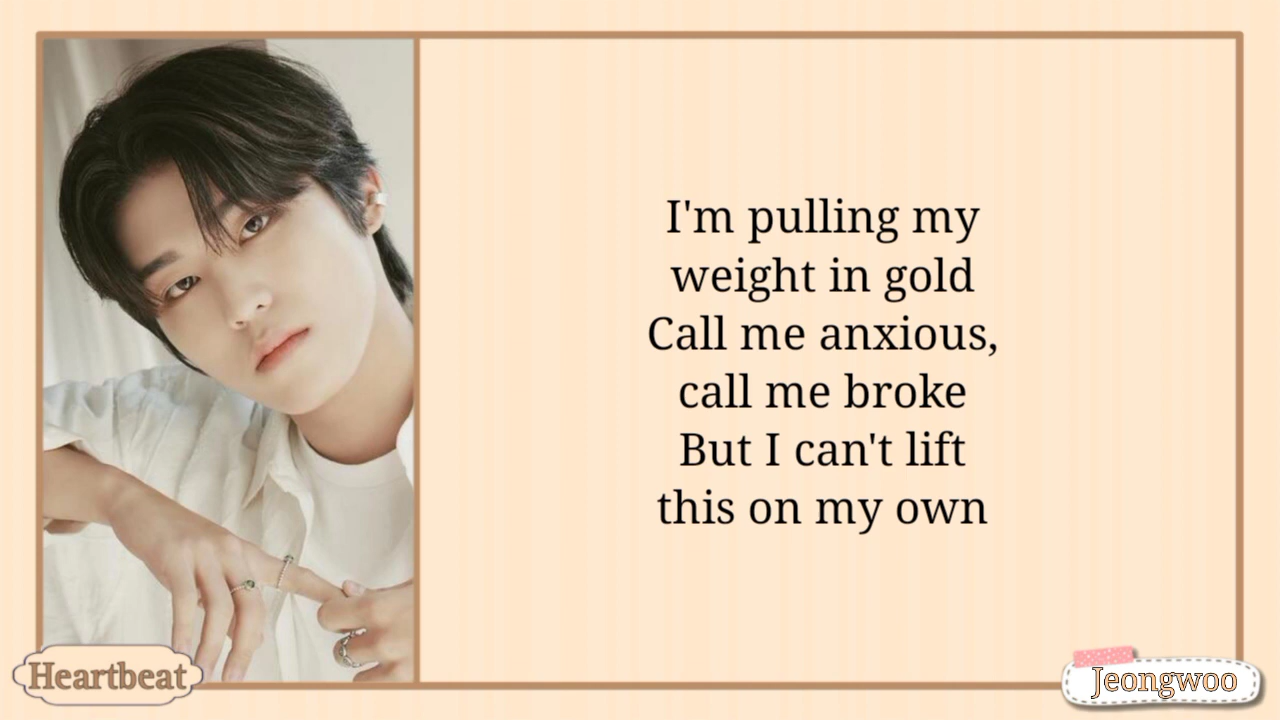 I'm pulling my
weight in gold
Call me anxious,
call me broke
But I can't lift
this on my own
Heartbeat
Jeongwoo